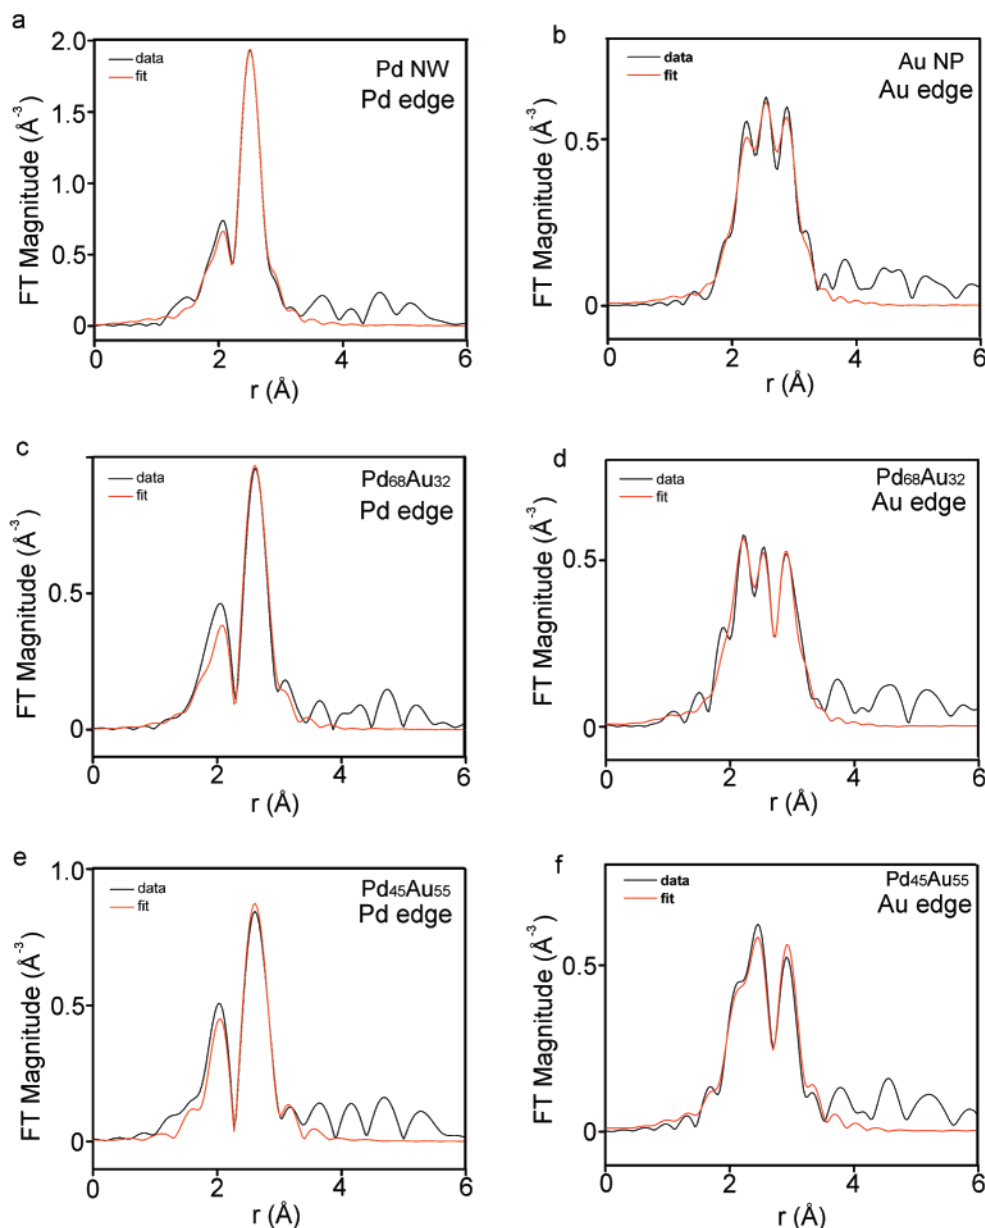 a
2.0
1.5
1.0
0.5
0
FT Magnitude (Å⁻³)
data
fit
Pd NW
Pd edge
0 2 4 6
r (Å)
b
0.5
0.0
FT Magnitude (Å⁻³)
data
fit
Au NP
Au edge
0 2 4 6
r (Å)
c
0.5
0
FT Magnitude (Å⁻³)
data
fit
Pd₆₈Au₃₂
Pd edge
0 2 4 6
r (Å)
d
0.5
0.0
FT Magnitude (Å⁻³)
data
fit
Pd₆₈Au₃₂
Au edge
0 2 4 6
r (Å)
e
1.0
0.5
0
FT Magnitude (Å⁻³)
data
fit
Pd₄₅Au₅₅
Pd edge
0 2 4 6
r (Å)
f
0.5
0.0
FT Magnitude (Å⁻³)
data
fit
Pd₄₅Au₅₅
Au edge
0 2 4 6
r (Å)